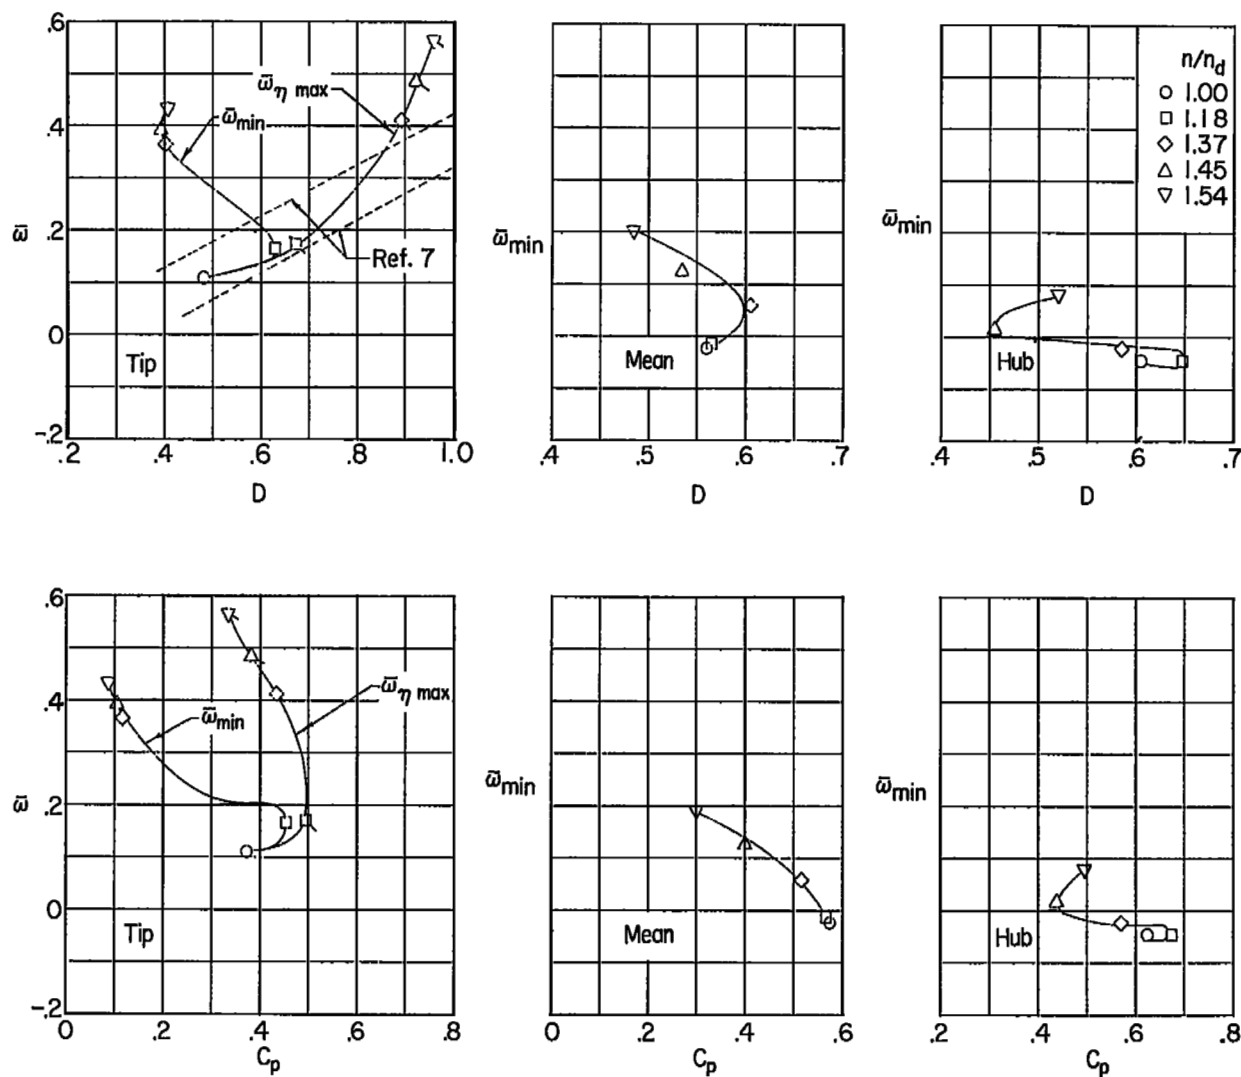 .6
.4
.2
0
-.2
ω̄
ω̄η max
ω̄min
Ref. 7
Tip
.2 .4 .6 .8 1.0
D
ω̄min
Mean
.4 .5 .6 .7
D
n/nd
○ 1.00
□ 1.18
◇ 1.37
△ 1.45
▽ 1.54
ω̄min
Hub
.4 .5 .6 .7
D
.6
.4
.2
0
-.2
ω̄
ω̄η max
ω̄min
Tip
0 .2 .4 .6 .8
Cp
ω̄min
Mean
0 .2 .4 .6
Cp
ω̄min
Hub
.2 .4 .6 .8
Cp